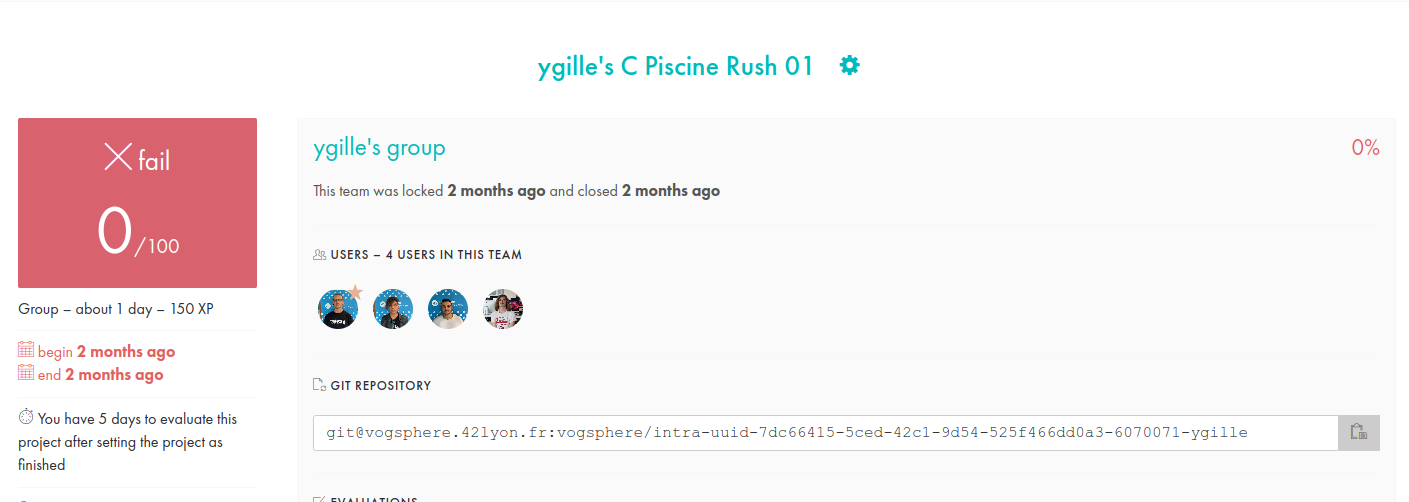 ygille's C Piscine Rush 01
fail
0/100
Group – about 1 day – 150 XP
begin 2 months ago
end 2 months ago
You have 5 days to evaluate this
project after setting the project as
finished
ygille's group
0%
This team was locked 2 months ago and closed 2 months ago
USERS – 4 USERS IN THIS TEAM
GIT REPOSITORY
git@vogsphere.42lyon.fr:vogsphere/intra-uuid-7dc66415-5ced-42c1-9d54-525f466dd0a3-6070071-ygille
EVALUATIONS